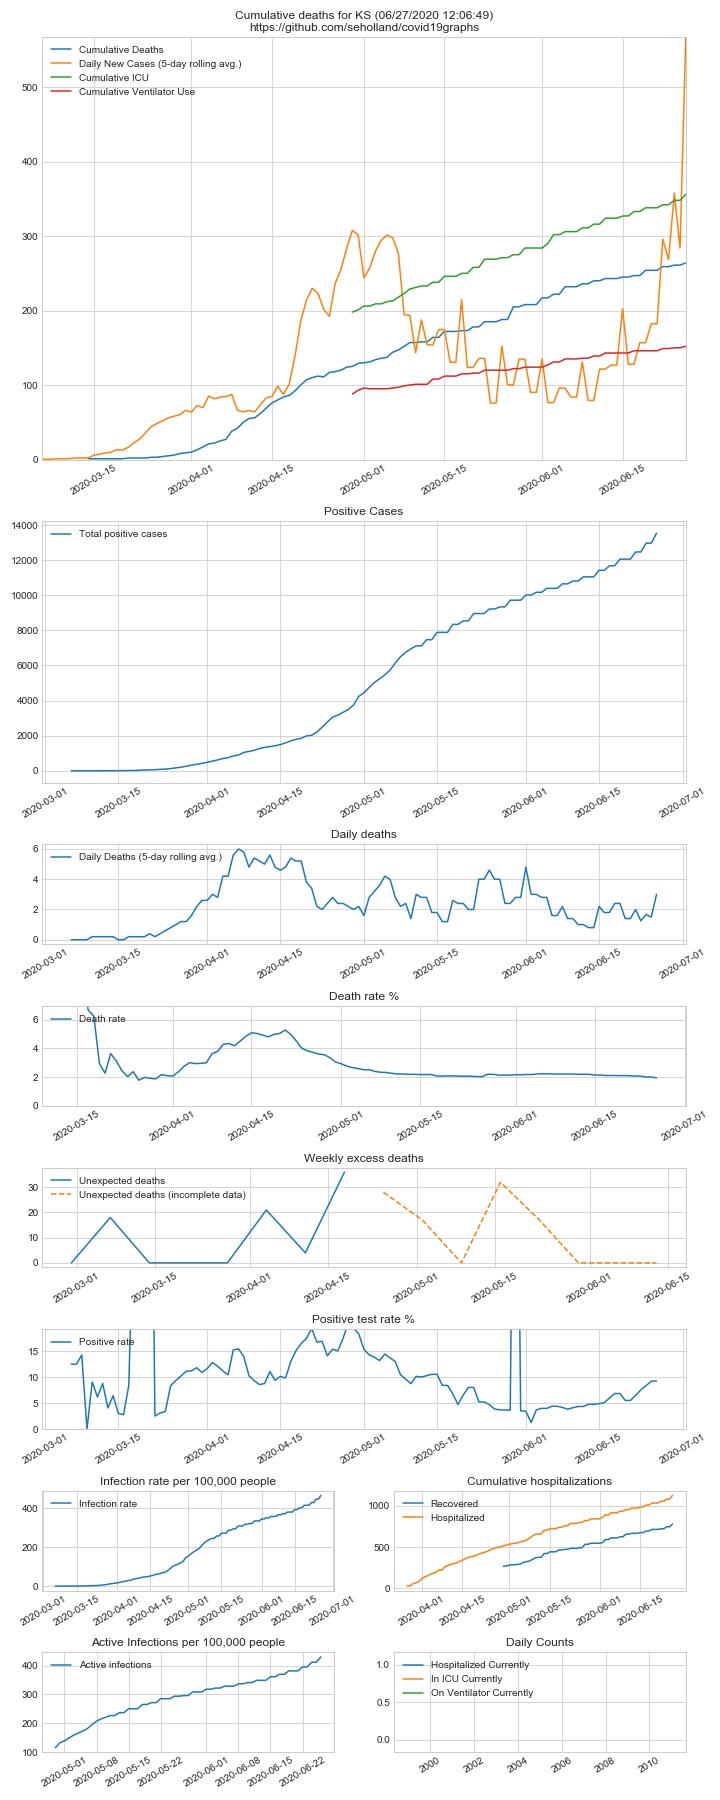 Cumulative deaths for KS (06/27/2020 12:06:49)
https://github.com/seholland/covid19graphs
Cumulative Deaths
Daily New Cases (5-day rolling avg.)
Cumulative ICU
Cumulative Ventilator Use
500
400
300
200
100
0
2020-03-15 2020-04-01 2020-04-15 2020-05-01 2020-05-15 2020-06-01 2020-06-15
Positive Cases
Total positive cases
14000
12000
10000
8000
6000
4000
2000
0
2020-03-01 2020-03-15 2020-04-01 2020-04-15 2020-05-01 2020-05-15 2020-06-01 2020-06-15 2020-07-01
Daily deaths
Daily Deaths (5-day rolling avg.)
6
4
2
0
2020-03-01 2020-03-15 2020-04-01 2020-04-15 2020-05-01 2020-05-15 2020-06-01 2020-06-15 2020-07-01
Death rate %
Death rate
6
4
2
0
2020-03-15 2020-04-01 2020-04-15 2020-05-01 2020-05-15 2020-06-01 2020-06-15 2020-07-01
Weekly excess deaths
Unexpected deaths
Unexpected deaths (incomplete data)
30
20
10
0
2020-03-01 2020-03-15 2020-04-01 2020-04-15 2020-05-01 2020-05-15 2020-06-01 2020-06-15
Positive test rate %
Positive rate
15
10
5
0
2020-03-01 2020-03-15 2020-04-01 2020-04-15 2020-05-01 2020-05-15 2020-06-01 2020-06-15 2020-07-01
Infection rate per 100,000 people
Infection rate
400
200
0
2020-03-01 2020-03-15 2020-04-01 2020-04-15 2020-05-01 2020-05-15 2020-06-01 2020-06-15 2020-07-01
Cumulative hospitalizations
Recovered
Hospitalized
1000
500
0
2020-04-01 2020-04-15 2020-05-01 2020-05-15 2020-06-01 2020-06-15
Active Infections per 100,000 people
Active infections
400
300
200
100
2020-05-01 2020-05-08 2020-05-15 2020-05-22 2020-06-01 2020-06-08 2020-06-15 2020-06-22
Daily Counts
Hospitalized Currently
In ICU Currently
On Ventilator Currently
1.0
0.5
0.0
2000 2002 2004 2006 2008 2010